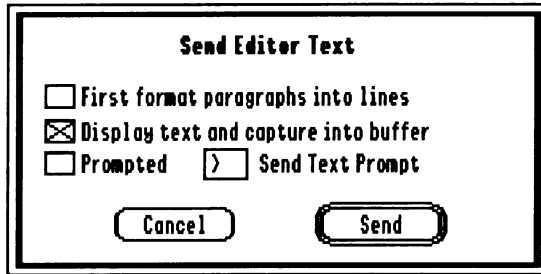 Send Editor Text
First format paragraphs into lines
Display text and capture into buffer
Prompted > Send Text Prompt
Cancel Send